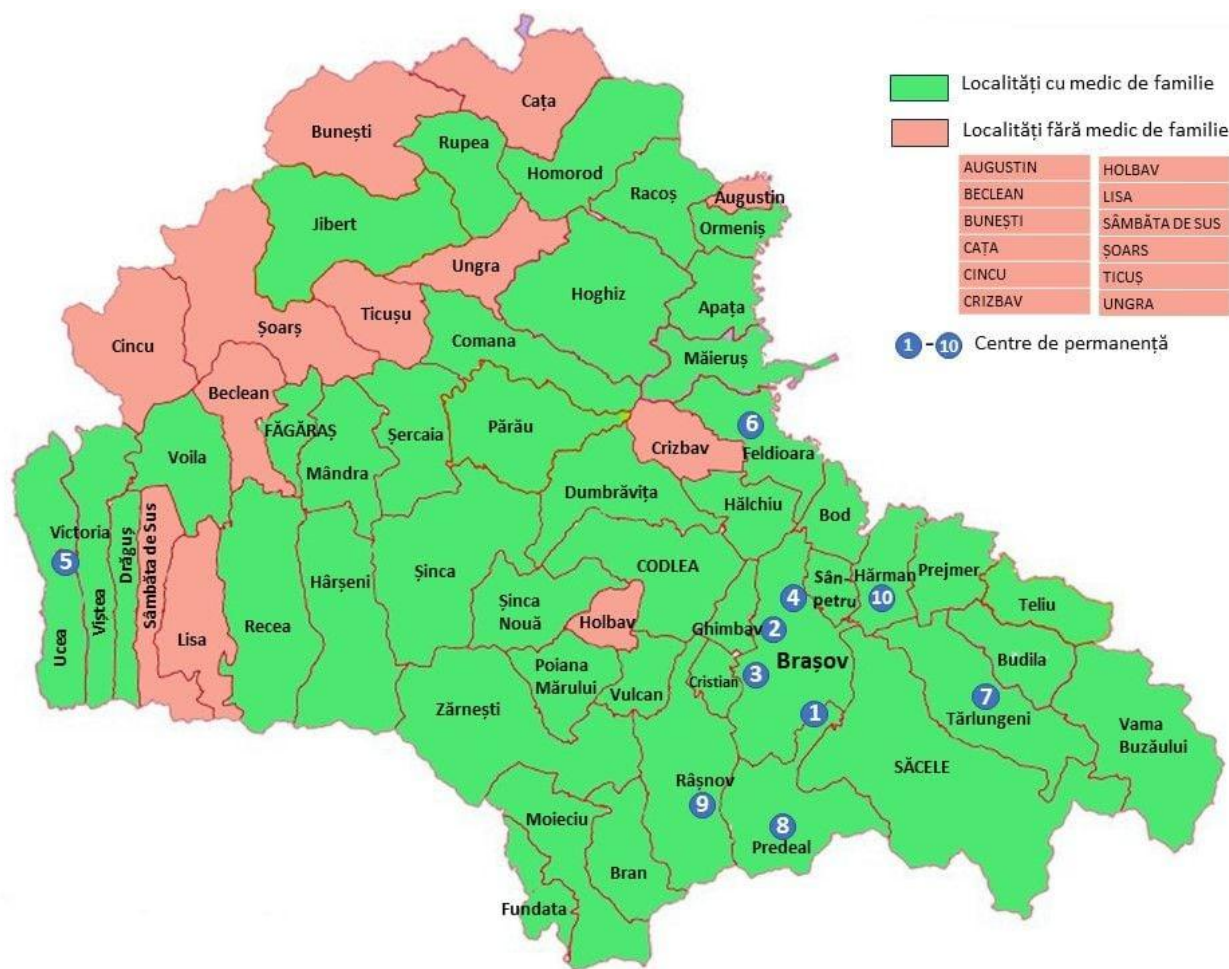 Localități cu medic de familie
Localități fără medic de familie
AUGUSTIN
HOLBAV
BECLEAN
LISA
BUNEȘTI
SÂMBĂTA DE SUS
CAȚA
ȘOARS
CINCU
TICUȘ
CRIZBAV
UNGRA
1 - 10 Centre de permanență
Cața
Bunești
Rupea
Homorod
Racoș
Augustin
Ormeniș
Jibert
Ungra
Hoghiz
Apața
Ticușu
Șoarș
Cincu
Comana
Măieruș
Beclean
FĂGĂRAȘ
Șercaia
Părău
6
Crizbav
Feldioara
Voila
Mândra
Dumbrăvița
Hălchiu
Bod
Victoria
5
Ucea
Viștea
Drăguș
Sâmbăta de Sus
Lisa
Recea
Hârșeni
Șinca
CODLEA
Sân-
petru
Hărman
10
Prejmer
Teliu
4
Șinca
Nouă
Holbav
Ghimbav
2
Brașov
Budila
Poiana
Mărului
Vulcan
Cristian
3
7
Tărlungeni
Zărnești
1
Vama
Buzăului
SĂCELE
Râșnov
9
8
Predeal
Moieciu
Bran
Fundata